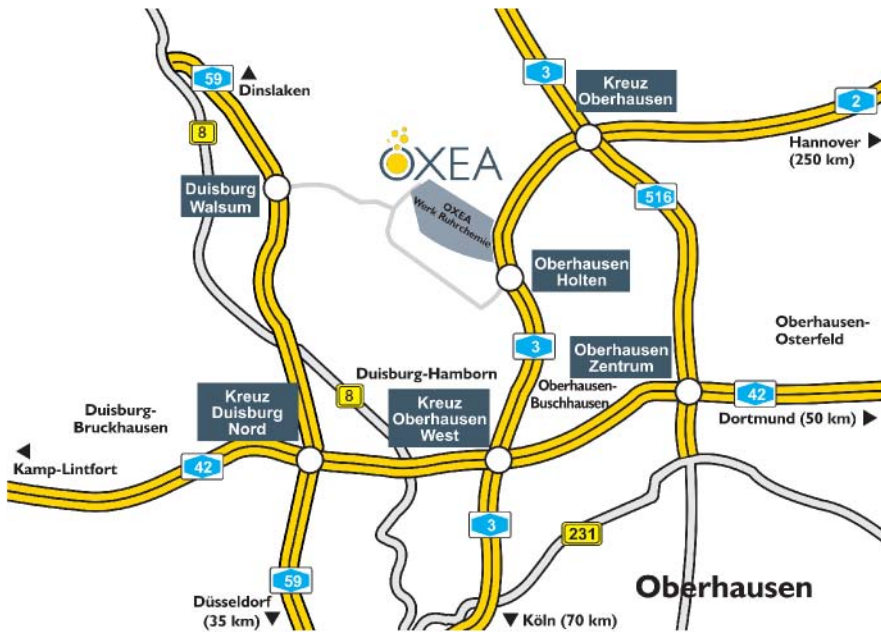 59
Dinslaken
8
3
Kreuz
Oberhausen
2
Hannover
(250 km)
OXEA
Duisburg
Walsum
OXEA
Werk Ruhrchemie
516
Oberhausen
Holten
Oberhausen-
Osterfeld
3
Oberhausen
Zentrum
Duisburg-Hamborn
8
Oberhausen-
Buschhausen
42
Dortmund (50 km)
Duisburg-
Bruckhausen
Kreuz
Duisburg
Nord
Kreuz
Oberhausen
West
Kamp-Lintfort
42
3
231
59
Oberhausen
Düsseldorf
(35 km)
Köln (70 km)